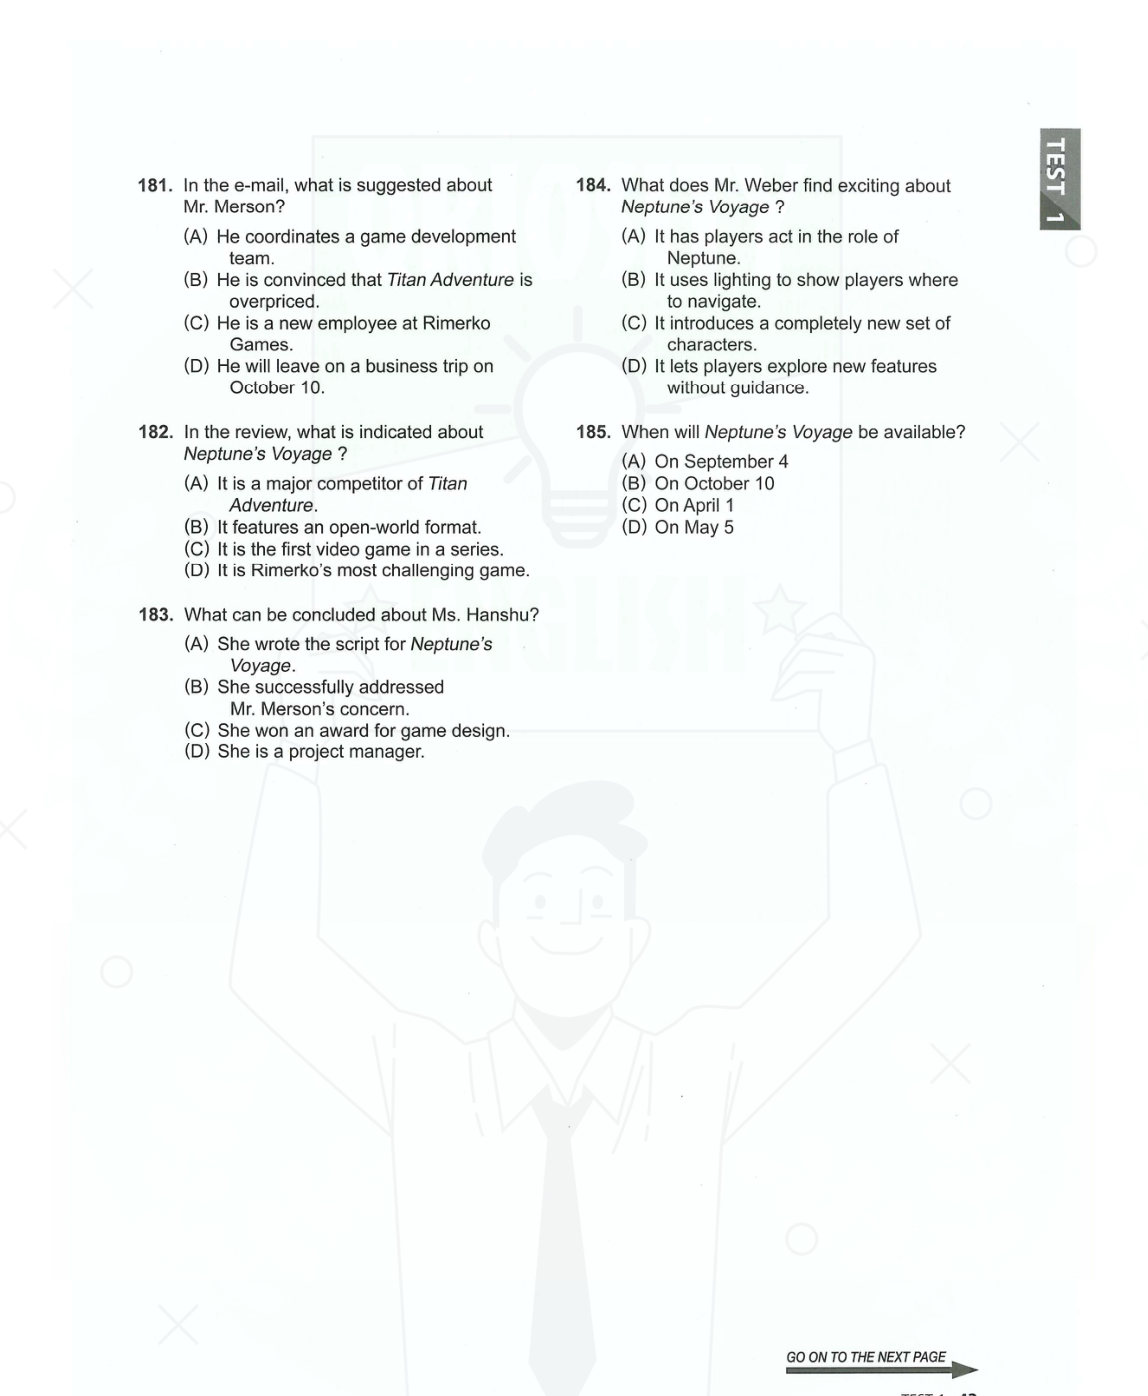 TEST 1
181. In the e-mail, what is suggested about
Mr. Merson?
(A) He coordinates a game development
team.
(B) He is convinced that Titan Adventure is
overpriced.
(C) He is a new employee at Rimerko
Games.
(D) He will leave on a business trip on
October 10.
182. In the review, what is indicated about
Neptune's Voyage ?
(A) It is a major competitor of Titan
Adventure.
(B) It features an open-world format.
(C) It is the first video game in a series.
(D) It is Rimerko's most challenging game.
183. What can be concluded about Ms. Hanshu?
(A) She wrote the script for Neptune's
Voyage.
(B) She successfully addressed
Mr. Merson's concern.
(C) She won an award for game design.
(D) She is a project manager.
184. What does Mr. Weber find exciting about
Neptune's Voyage ?
(A) It has players act in the role of
Neptune.
(B) It uses lighting to show players where
to navigate.
(C) It introduces a completely new set of
characters.
(D) It lets players explore new features
without guidance.
185. When will Neptune's Voyage be available?
(A) On September 4
(B) On October 10
(C) On April 1
(D) On May 5
ENGLISH
GO ON TO THE NEXT PAGE